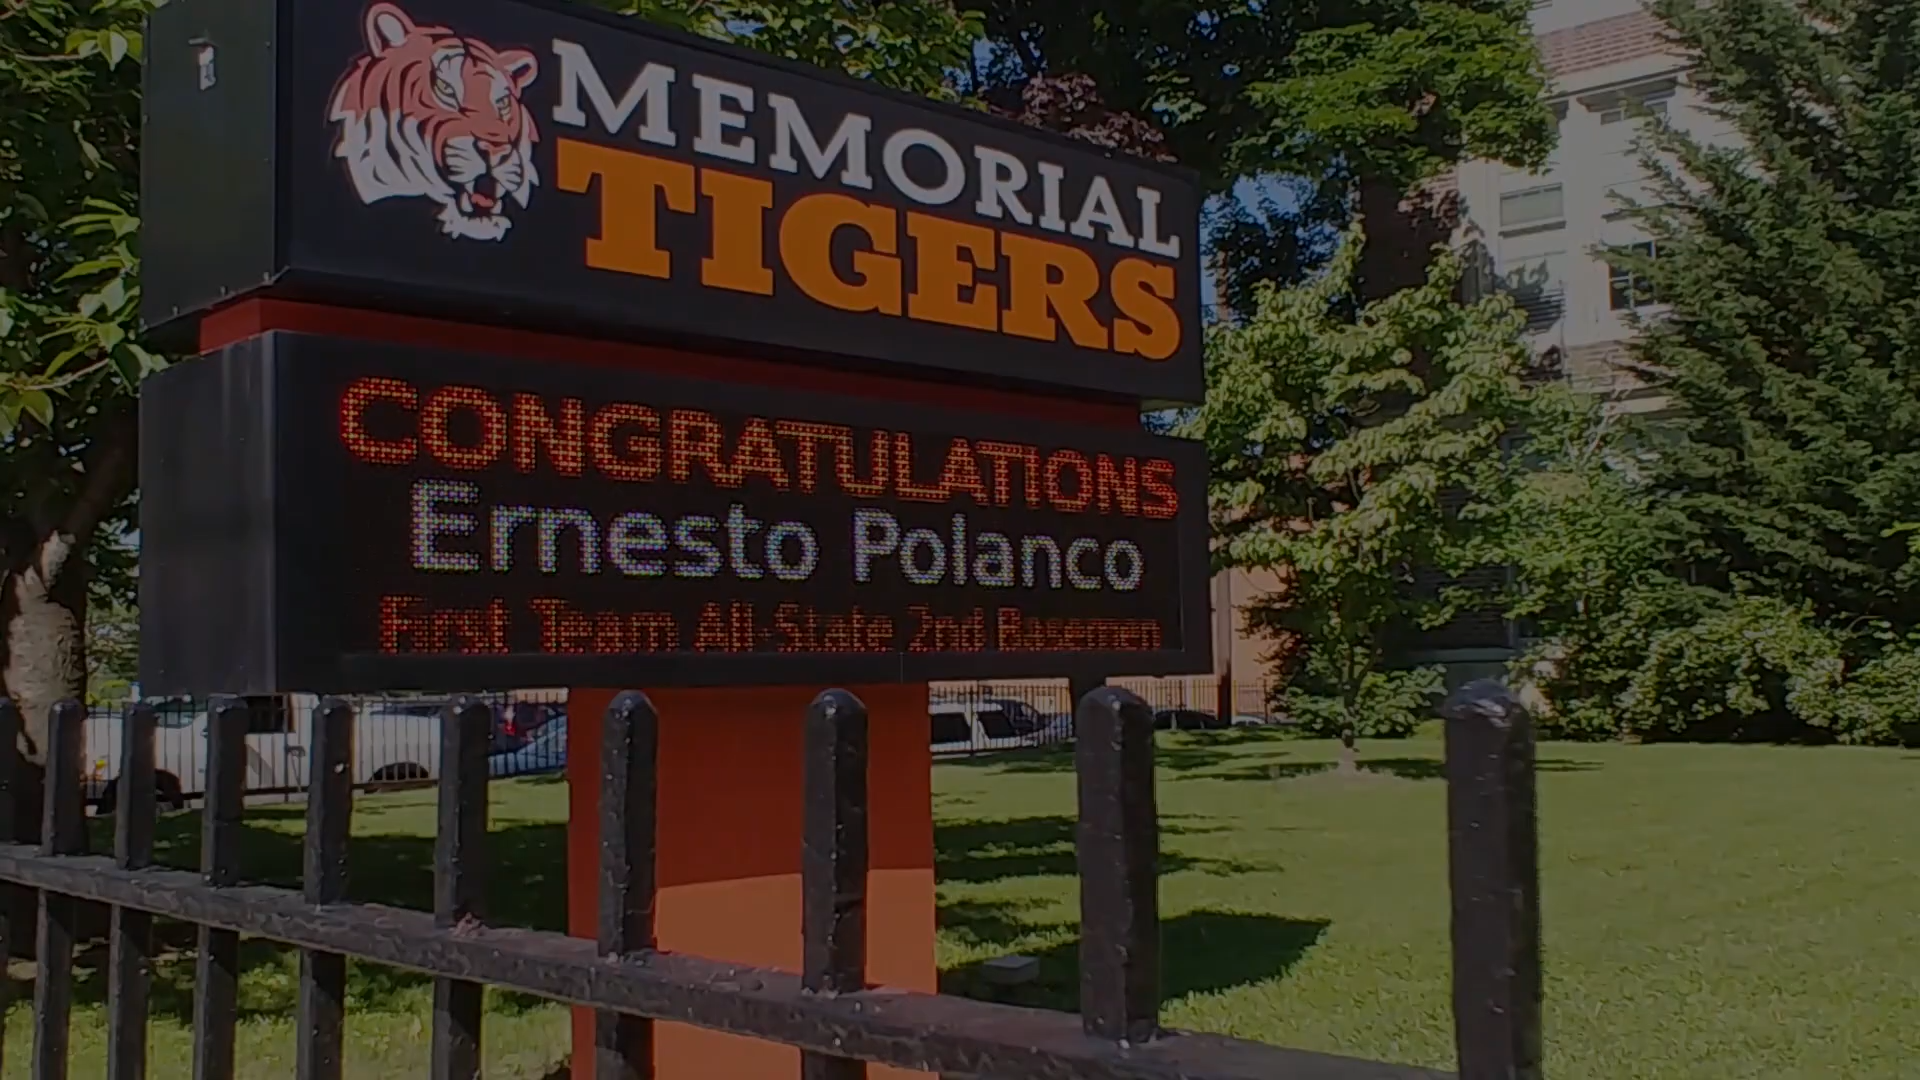 MEMORIAL
TIGERS
CONGRATULATIONS
Ernesto Polanco
First Team All-State 2nd Basemen